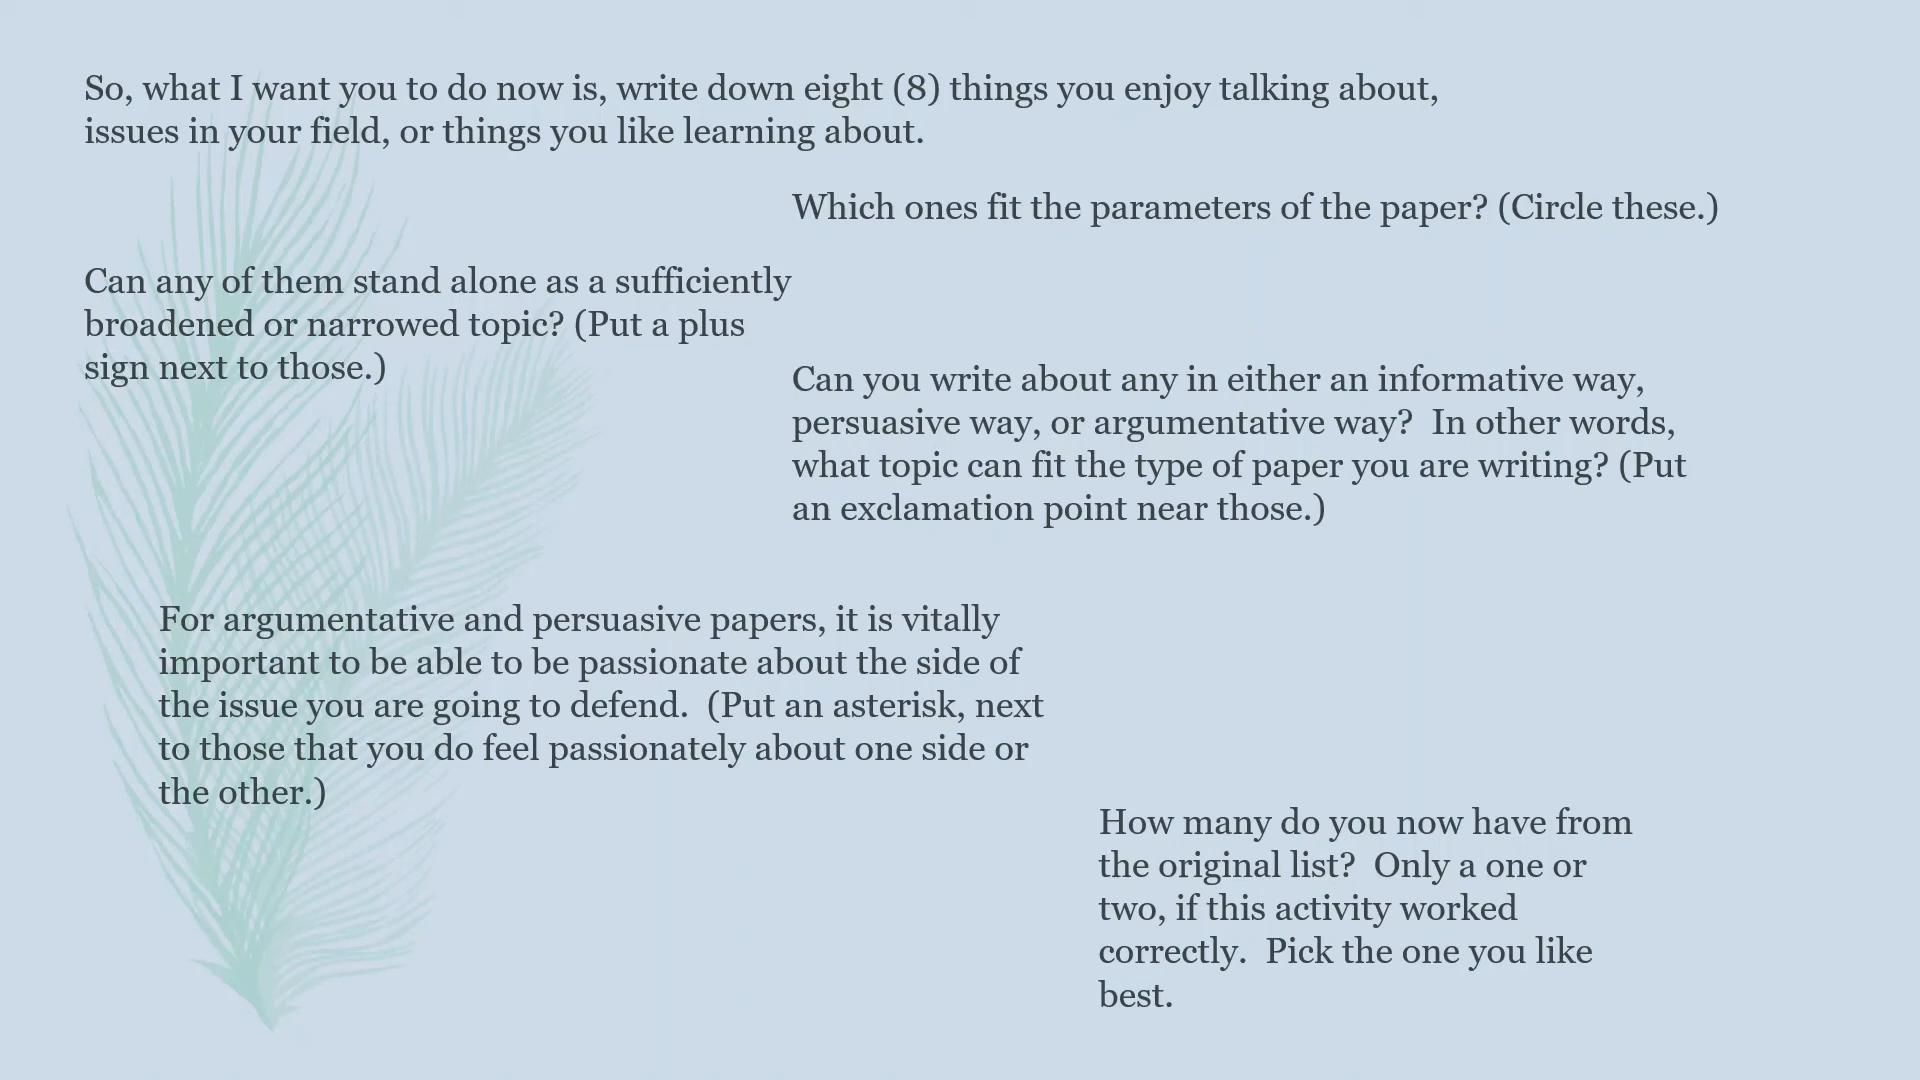 So, what I want you to do now is, write down eight (8) things you enjoy talking about,
issues in your field, or things you like learning about.
Which ones fit the parameters of the paper? (Circle these.)
Can any of them stand alone as a sufficiently
broadened or narrowed topic? (Put a plus
sign next to those.)
Can you write about any in either an informative way,
persuasive way, or argumentative way?  In other words,
what topic can fit the type of paper you are writing? (Put
an exclamation point near those.)
For argumentative and persuasive papers, it is vitally
important to be able to be passionate about the side of
the issue you are going to defend.  (Put an asterisk, next
to those that you do feel passionately about one side or
the other.)
How many do you now have from
the original list?  Only a one or
two, if this activity worked
correctly.  Pick the one you like
best.